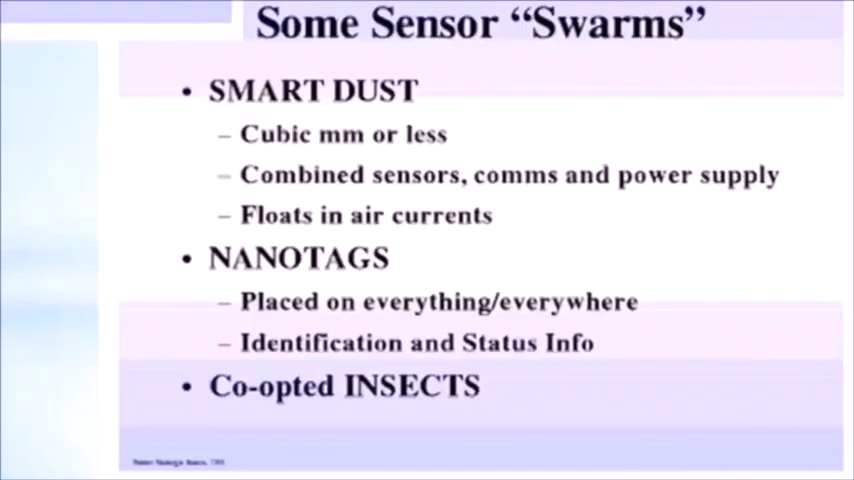 Some Sensor “Swarms”
• SMART DUST
– Cubic mm or less
– Combined sensors, comms and power supply
– Floats in air currents
• NANOTAGS
– Placed on everything/everywhere
– Identification and Status Info
• Co-opted INSECTS